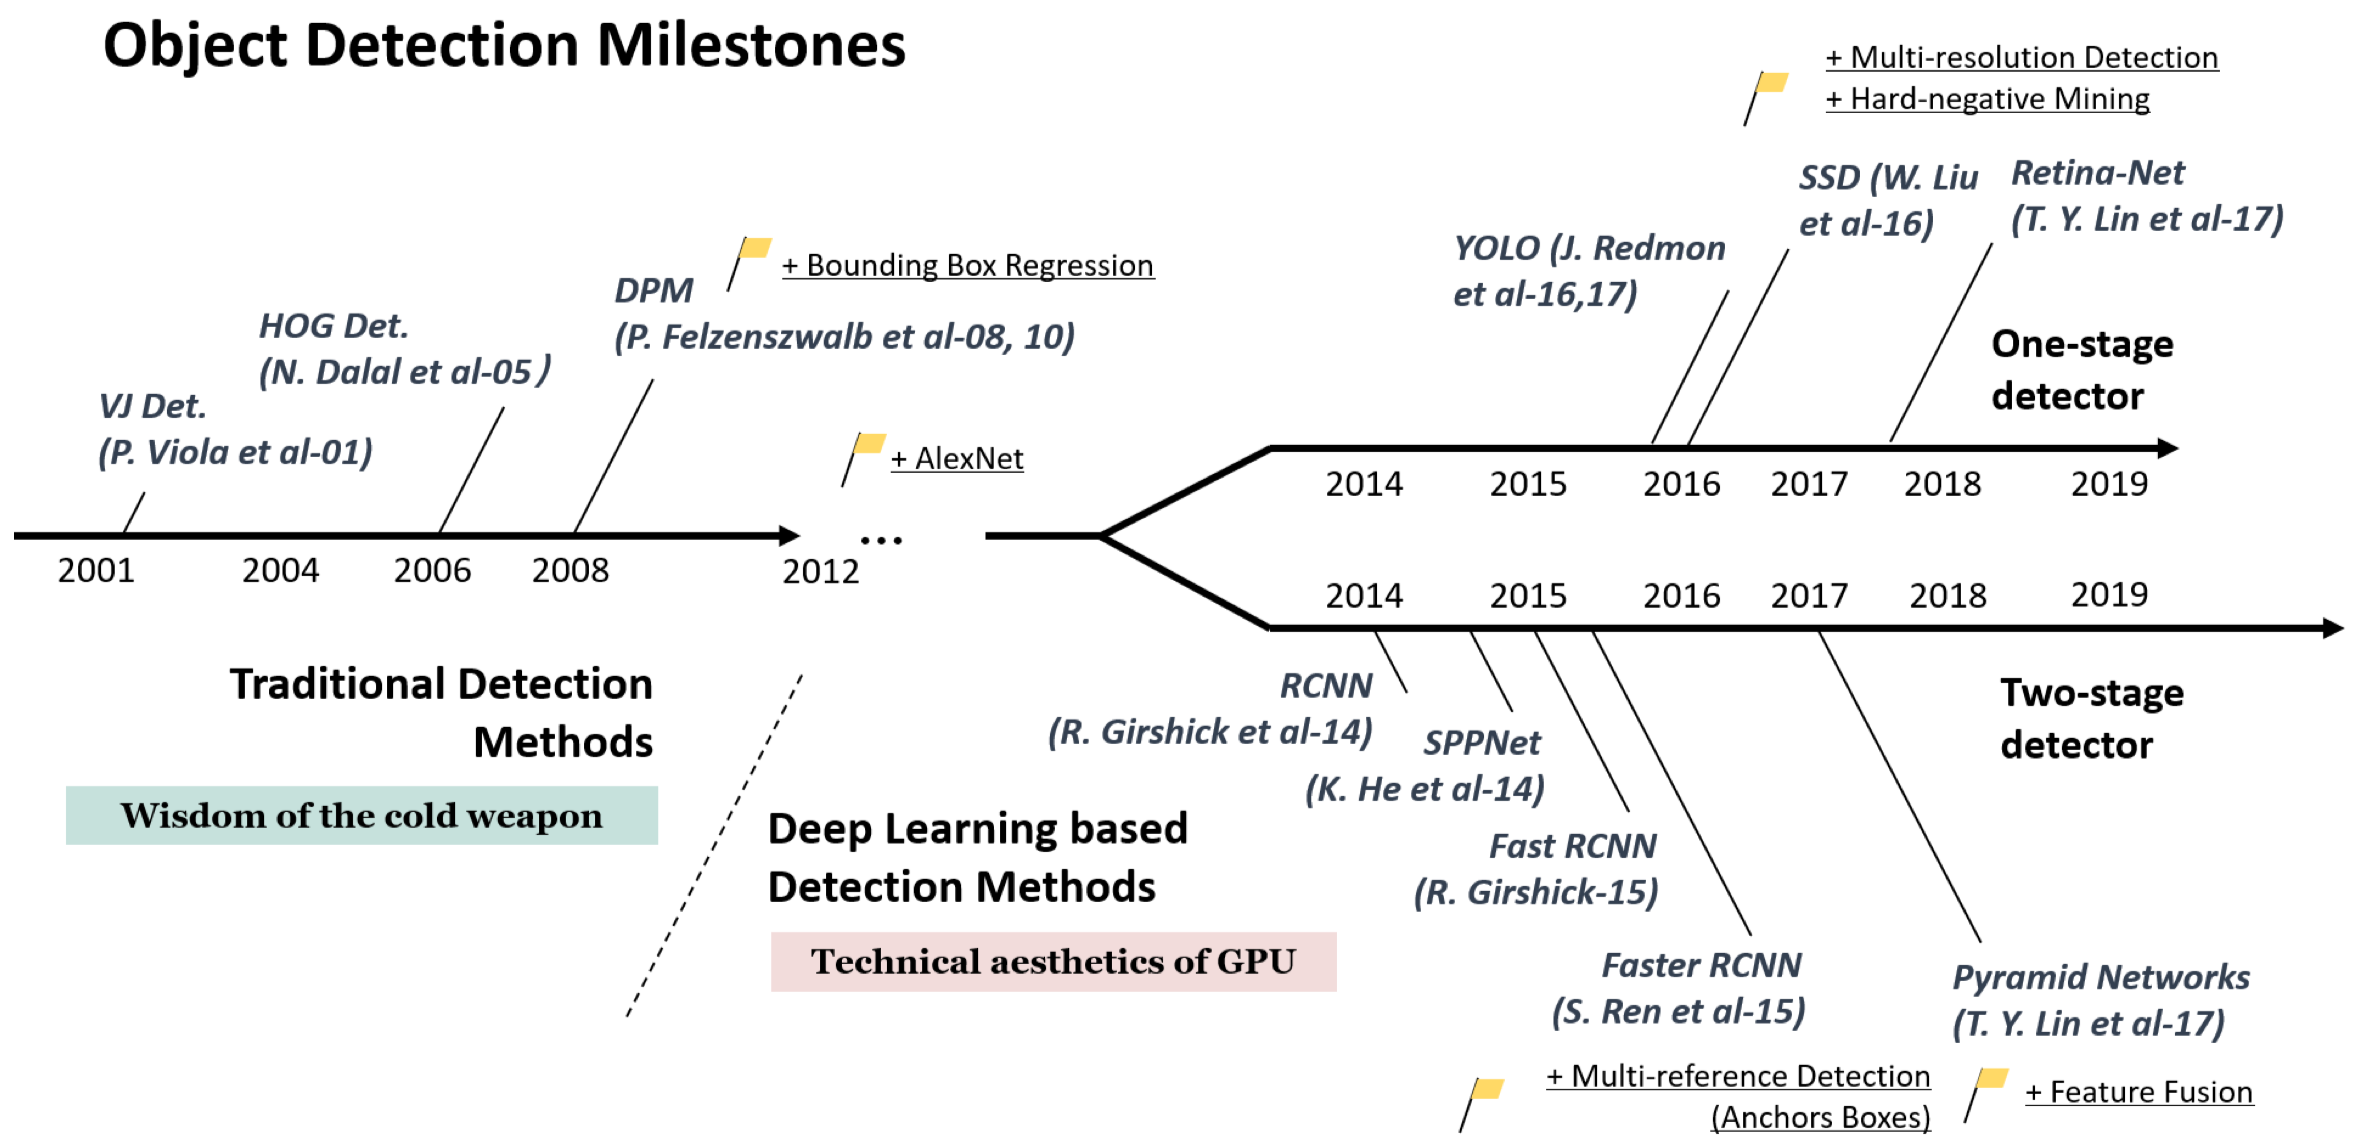 Object Detection Milestones
+ Multi-resolution Detection
+ Hard-negative Mining
SSD (W. Liu
et al-16)
Retina-Net
(T. Y. Lin et al-17)
YOLO (J. Redmon
et al-16,17)
+ Bounding Box Regression
DPM
(P. Felzenszwalb et al-08, 10)
HOG Det.
(N. Dalal et al-05)
VJ Det.
(P. Viola et al-01)
+ AlexNet
One-stage
detector
2014 2015 2016 2017 2018 2019
2001 2004 2006 2008 2012 ...
2014 2015 2016 2017 2018 2019
Traditional Detection
Methods
Wisdom of the cold weapon
Deep Learning based
Detection Methods
Technical aesthetics of GPU
RCNN
(R. Girshick et al-14)
SPPNet
(K. He et al-14)
Fast RCNN
(R. Girshick-15)
Faster RCNN
(S. Ren et al-15)
+ Multi-reference Detection
(Anchors Boxes)
Two-stage
detector
Pyramid Networks
(T. Y. Lin et al-17)
+ Feature Fusion